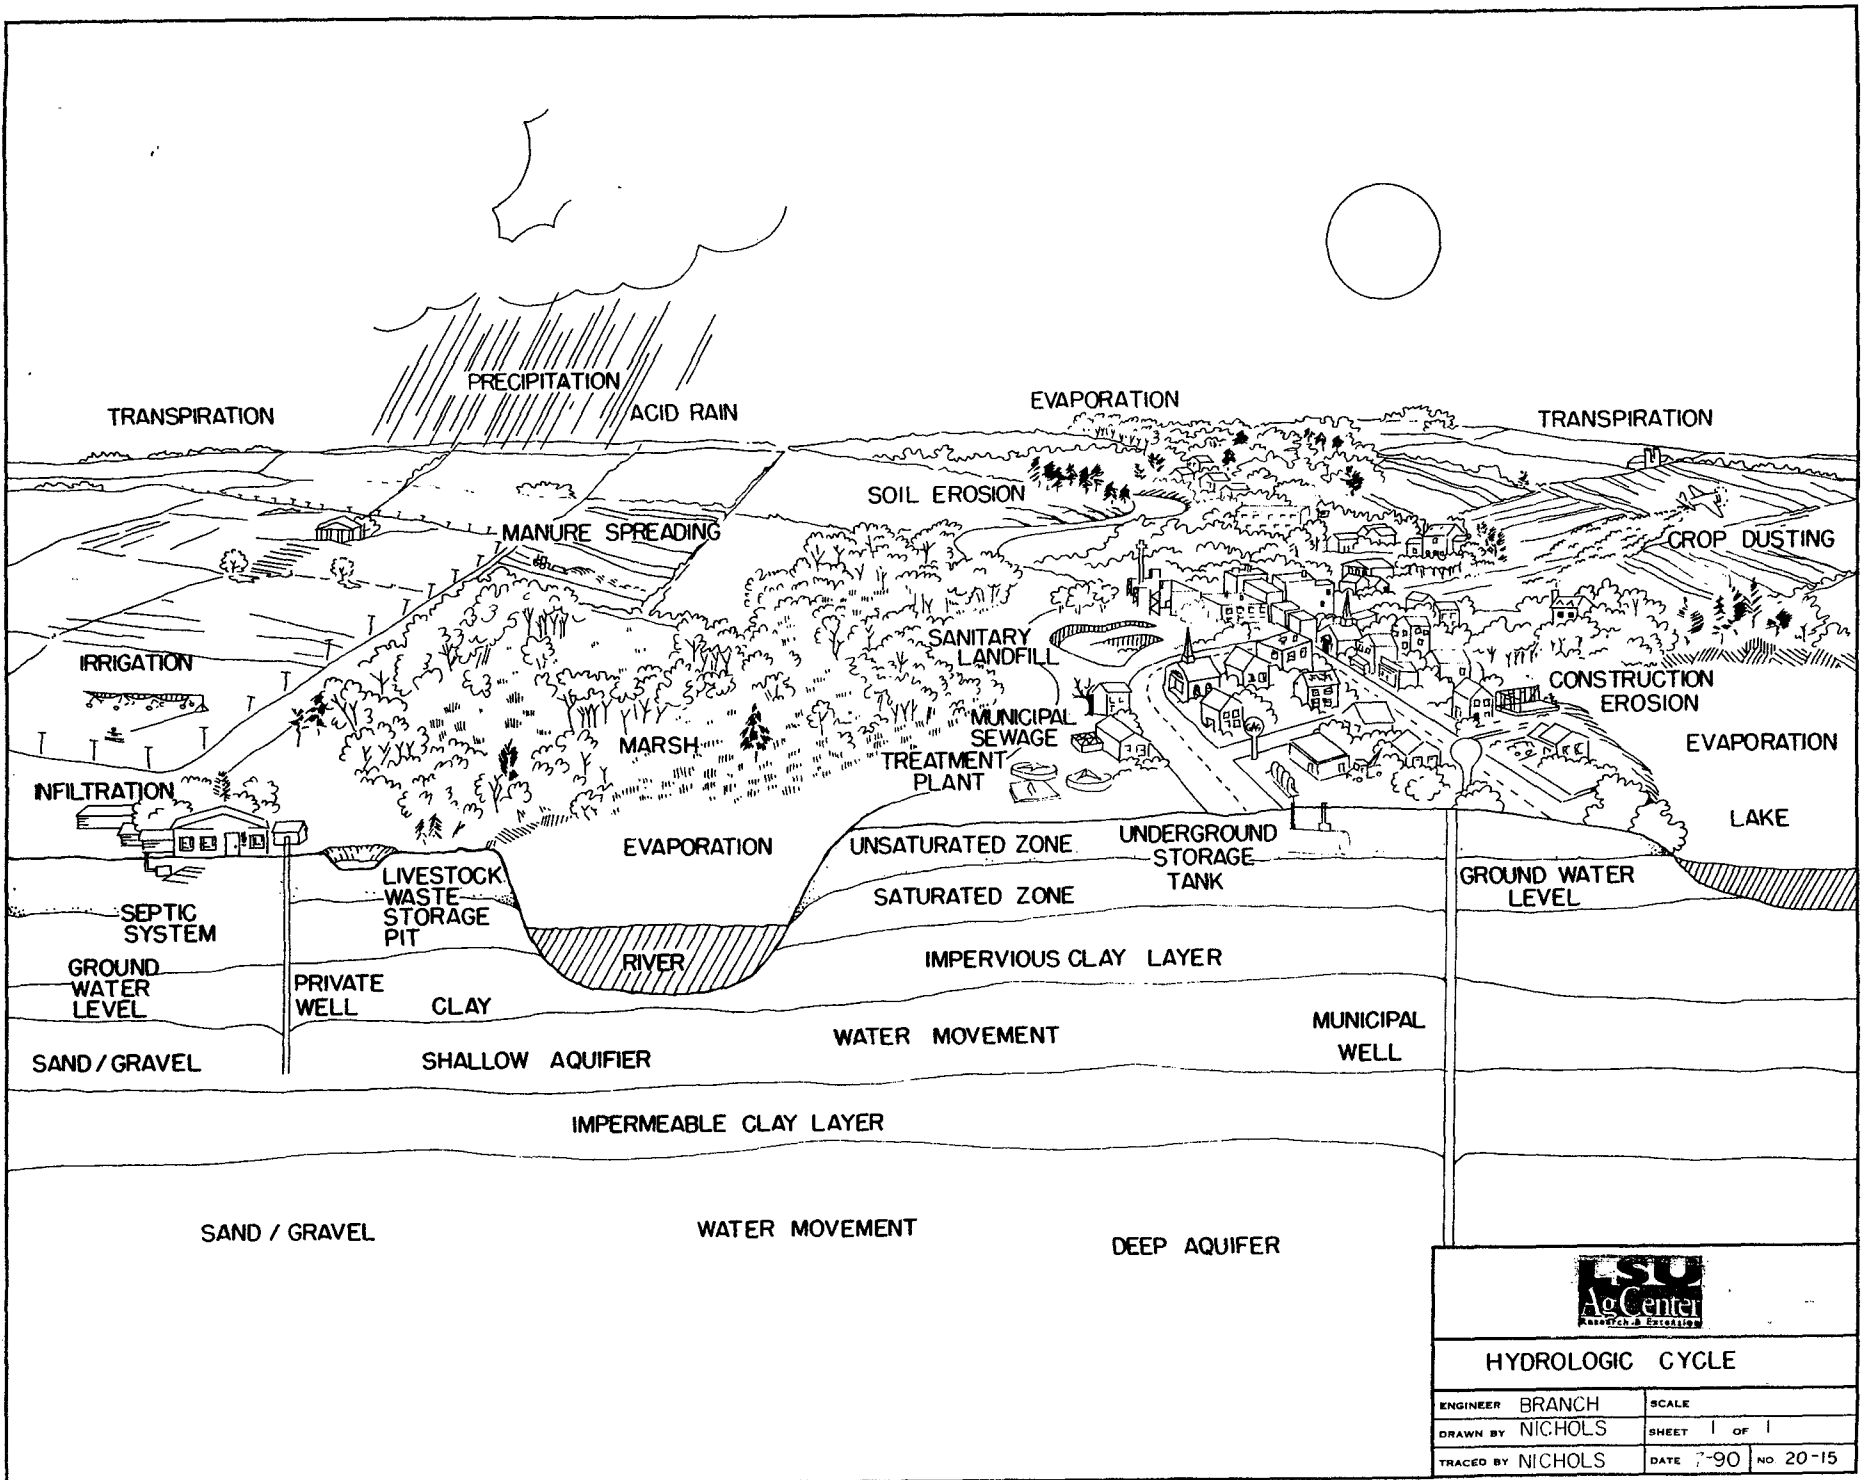 PRECIPITATION
TRANSPIRATION
ACID RAIN
EVAPORATION
TRANSPIRATION
SOIL EROSION
MANURE SPREADING
CROP DUSTING
SANITARY
LANDFILL
IRRIGATION
CONSTRUCTION
EROSION
MUNICIPAL
SEWAGE
TREATMENT
PLANT
MARSH
EVAPORATION
INFILTRATION
LAKE
EVAPORATION
UNSATURATED ZONE
UNDERGROUND
STORAGE
TANK
LIVESTOCK
WASTE
STORAGE
PIT
SATURATED ZONE
GROUND WATER
LEVEL
SEPTIC
SYSTEM
RIVER
IMPERVIOUS CLAY LAYER
GROUND
WATER
LEVEL
PRIVATE
WELL
CLAY
WATER MOVEMENT
MUNICIPAL
WELL
SAND / GRAVEL
SHALLOW AQUIFIER
IMPERMEABLE CLAY LAYER
SAND / GRAVEL
WATER MOVEMENT
DEEP AQUIFER
LSU
AgCenter
Research & Extension
HYDROLOGIC CYCLE
ENGINEER BRANCH
SCALE
DRAWN BY NICHOLS
SHEET 1 OF 1
TRACED BY NICHOLS
DATE 7-90
NO. 20-15